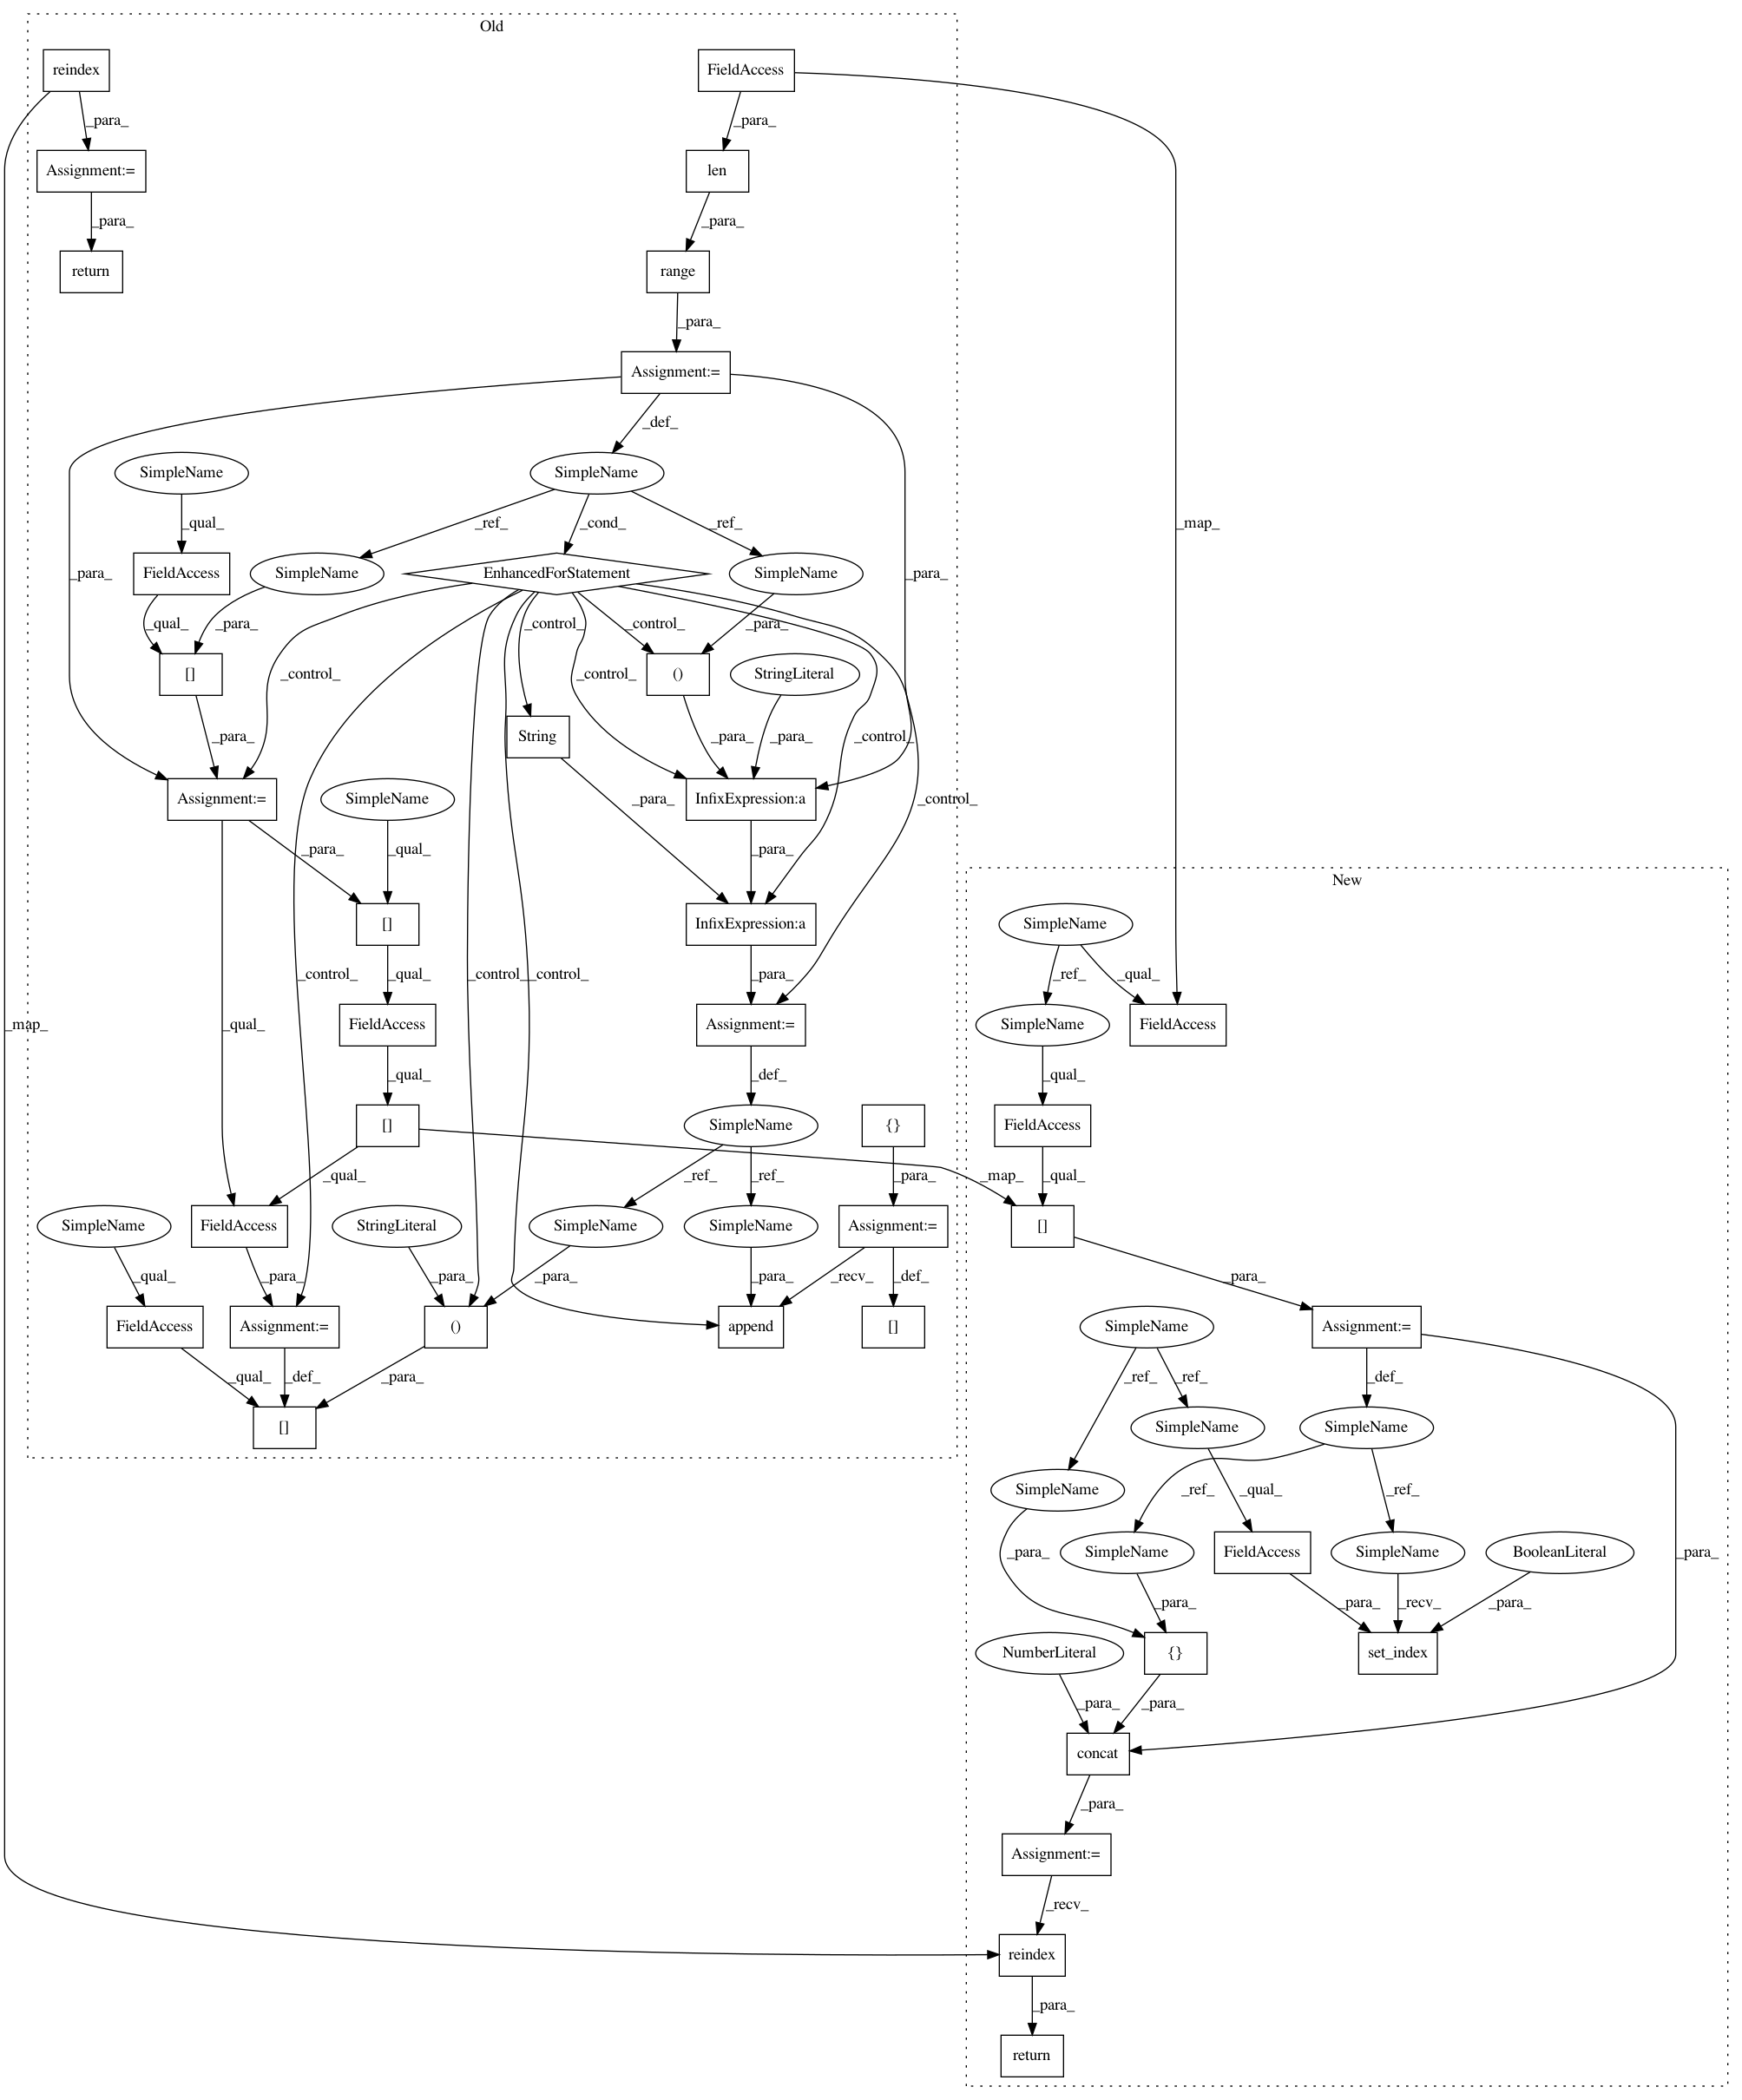 Old
reindex
FieldAccess
_para_
_para_
Assignment:=
len
_para_
_para_
return
range
_para_
Assignment:=
_def_
SimpleName
SimpleName
_qual_
_ref_
_cond_
_ref_
_map_
_para_
FieldAccess
SimpleName
EnhancedForStatement
SimpleName
_para_
_qual_
_para_
_control_
_control_
_para_
[]
_control_
_control_
()
StringLiteral
_para_
String
_para_
_para_
_control_
Assignment:=
SimpleName
_para_
InfixExpression:a
_control_
_para_
_qual_
_para_
New
[]
InfixExpression:a
SimpleName
_control_
_qual_
_control_
_control_
_para_
_ref_
_qual_
_map_
_qual_
FieldAccess
Assignment:=
SimpleName
FieldAccess
_qual_
_def_
_qual_
[]
SimpleName
{}
FieldAccess
_qual_
_ref_
_ref_
_para_
_map_
_qual_
SimpleName
FieldAccess
StringLiteral
SimpleName
SimpleName
Assignment:=
[]
_qual_
_para_
_para_
_para_
_para_
_recv_
_def_
_para_
FieldAccess
Assignment:=
()
append
[]
SimpleName
Assignment:=
_qual_
_def_
_para_
_ref_
_ref_
_def_
[]
SimpleName
SimpleName
SimpleName
_ref_
_qual_
_ref_
_para_
SimpleName
FieldAccess
SimpleName
BooleanLiteral
_para_
_para_
_para_
_recv_
_para_
NumberLiteral
{}
set_index
_para_
_para_
concat
_para_
Assignment:=
_recv_
reindex
_para_
return